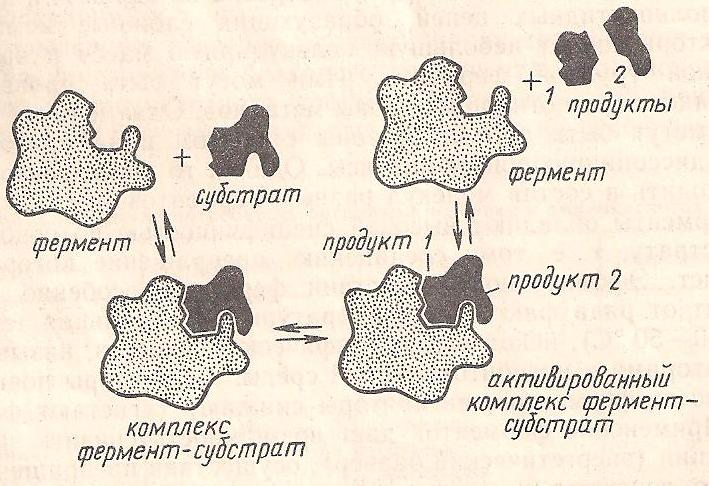 +
1
2
продукты
+
субстрат
фермент
фермент
продукт 1
продукт 2
комплекс
фермент-субстрат
активированный
комплекс фермент-
субстрат